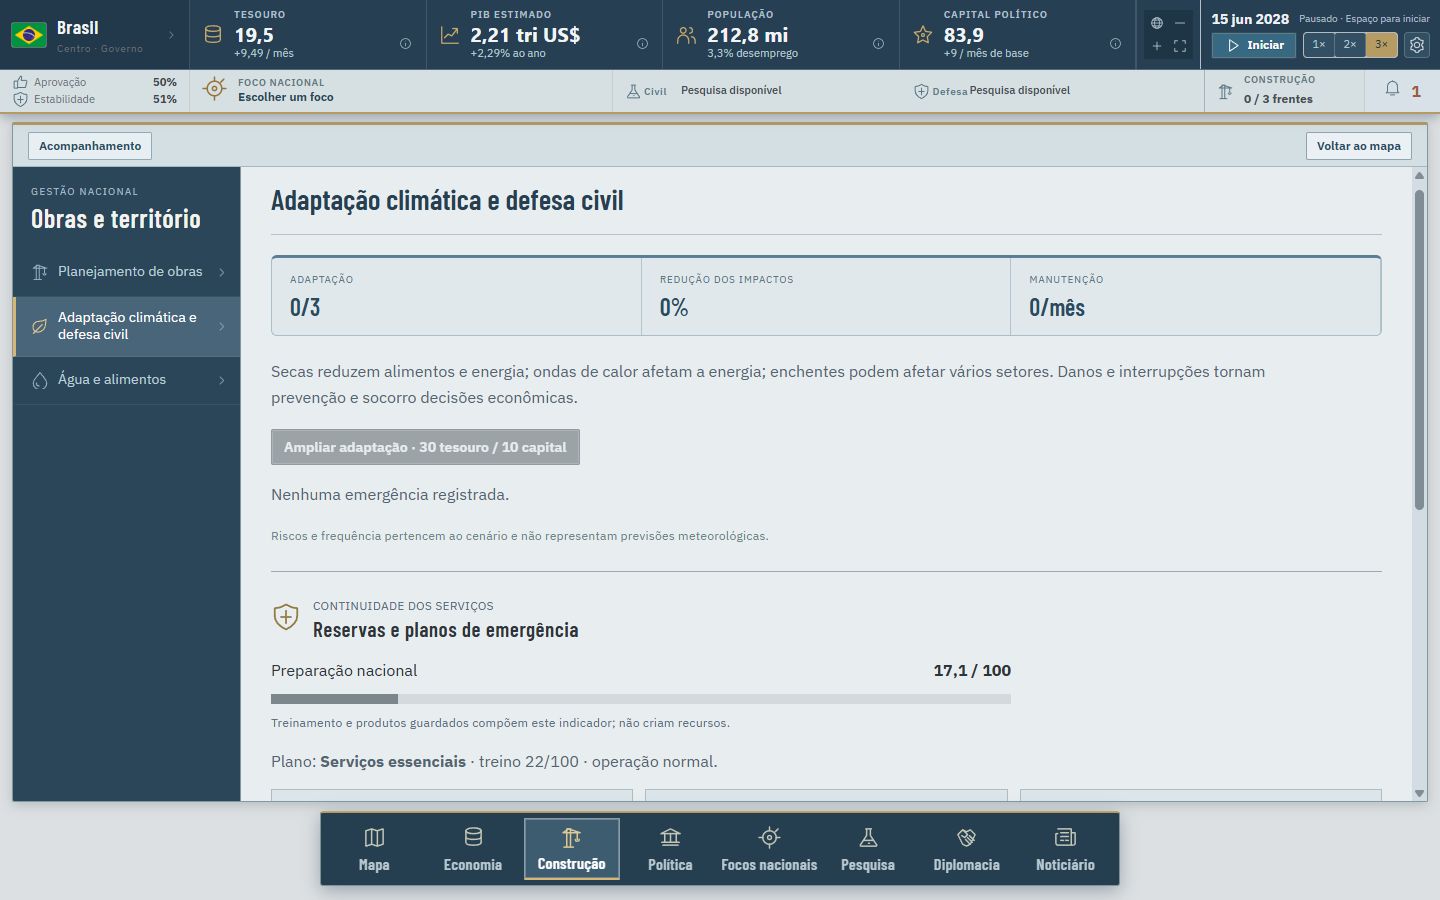 Brasil
Centro · Governo
TESOURO
19,5
+9,49 / mês
PIB ESTIMADO
2,21 tri US$
+2,29% ao ano
POPULAÇÃO
212,8 mi
3,3% desemprego
CAPITAL POLÍTICO
83,9
+9 / mês de base
15 jun 2028 Pausado · Espaço para iniciar
Iniciar 1× 2× 3×
Aprovação 50%
Estabilidade 51%
FOCO NACIONAL
Escolher um foco
Civil Pesquisa disponível
Defesa Pesquisa disponível
CONSTRUÇÃO
0 / 3 frentes
1
Acompanhamento
Voltar ao mapa
GESTÃO NACIONAL
Obras e território
Planejamento de obras
Adaptação climática e
defesa civil
Água e alimentos
Adaptação climática e defesa civil
ADAPTAÇÃO
0/3
REDUÇÃO DOS IMPACTOS
0%
MANUTENÇÃO
0/mês
Secas reduzem alimentos e energia; ondas de calor afetam a energia; enchentes podem afetar vários setores. Danos e interrupções tornam
prevenção e socorro decisões econômicas.
Ampliar adaptação · 30 tesouro / 10 capital
Nenhuma emergência registrada.
Riscos e frequência pertencem ao cenário e não representam previsões meteorológicas.
CONTINUIDADE DOS SERVIÇOS
Reservas e planos de emergência
Preparação nacional 17,1 / 100
Treinamento e produtos guardados compõem este indicador; não criam recursos.
Plano: Serviços essenciais · treino 22/100 · operação normal.
Mapa
Economia
Construção
Política
Focos nacionais
Pesquisa
Diplomacia
Noticiário